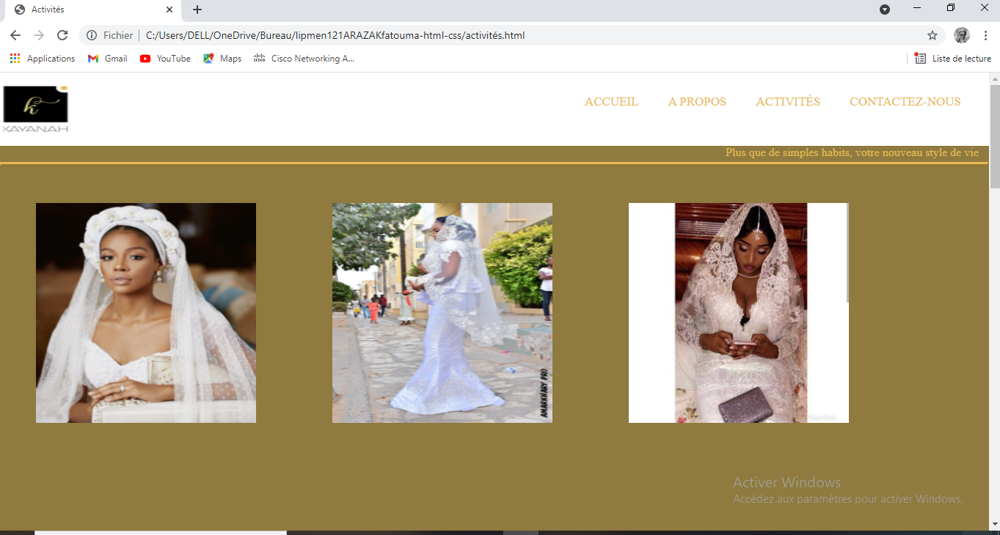 Activités
Fichier C:/Users/DELL/OneDrive/Bureau/lipmen121ARAZAKfatouma-html-css/activités.html
Applications Gmail YouTube Maps Cisco Networking A... Liste de lecture
KAYANAH
ACCUEIL A PROPOS ACTIVITÉS CONTACTEZ-NOUS
Plus que de simples habits, votre nouveau style de vie
AMARKHARY PRO
Activer Windows
Accédez aux paramètres pour activer Windows.